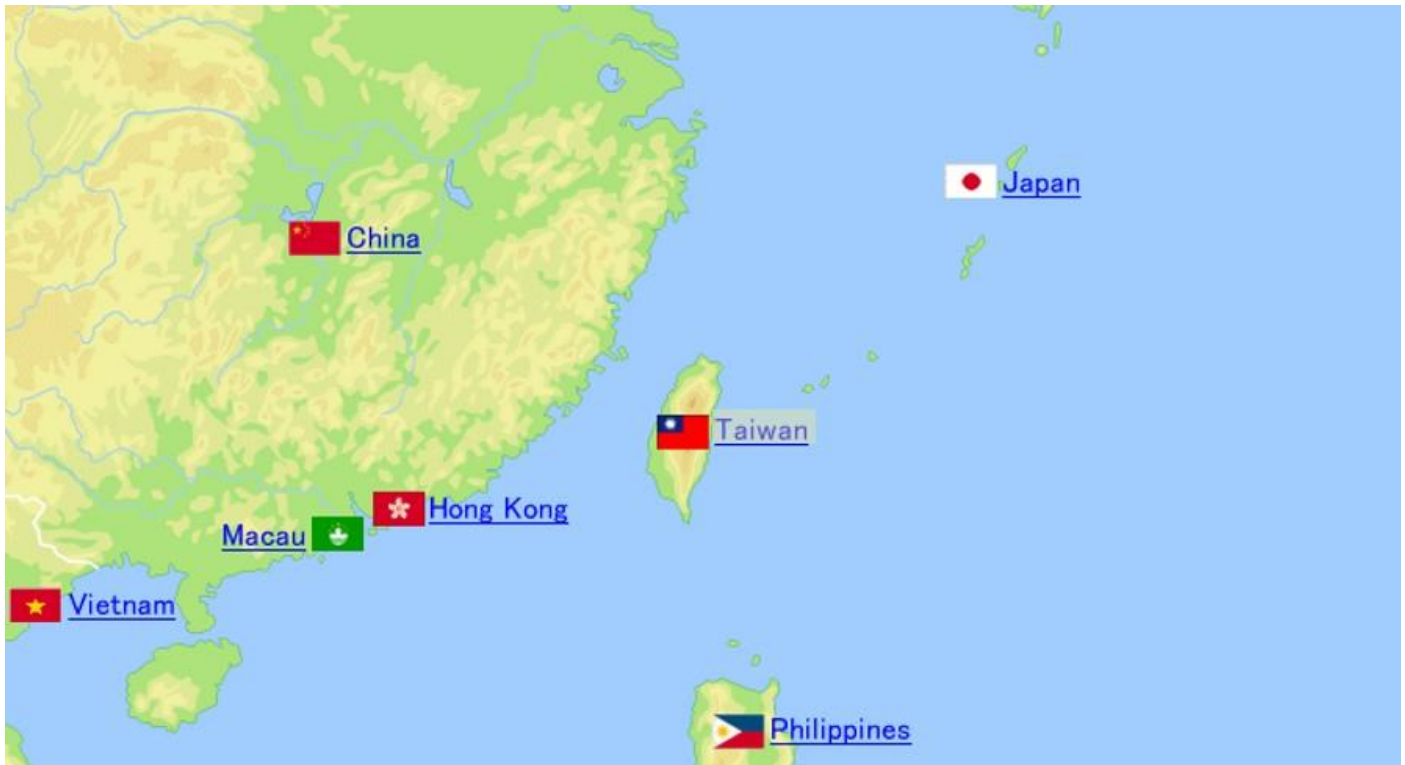 Japan
China
Taiwan
Hong Kong
Macau
Vietnam
Philippines